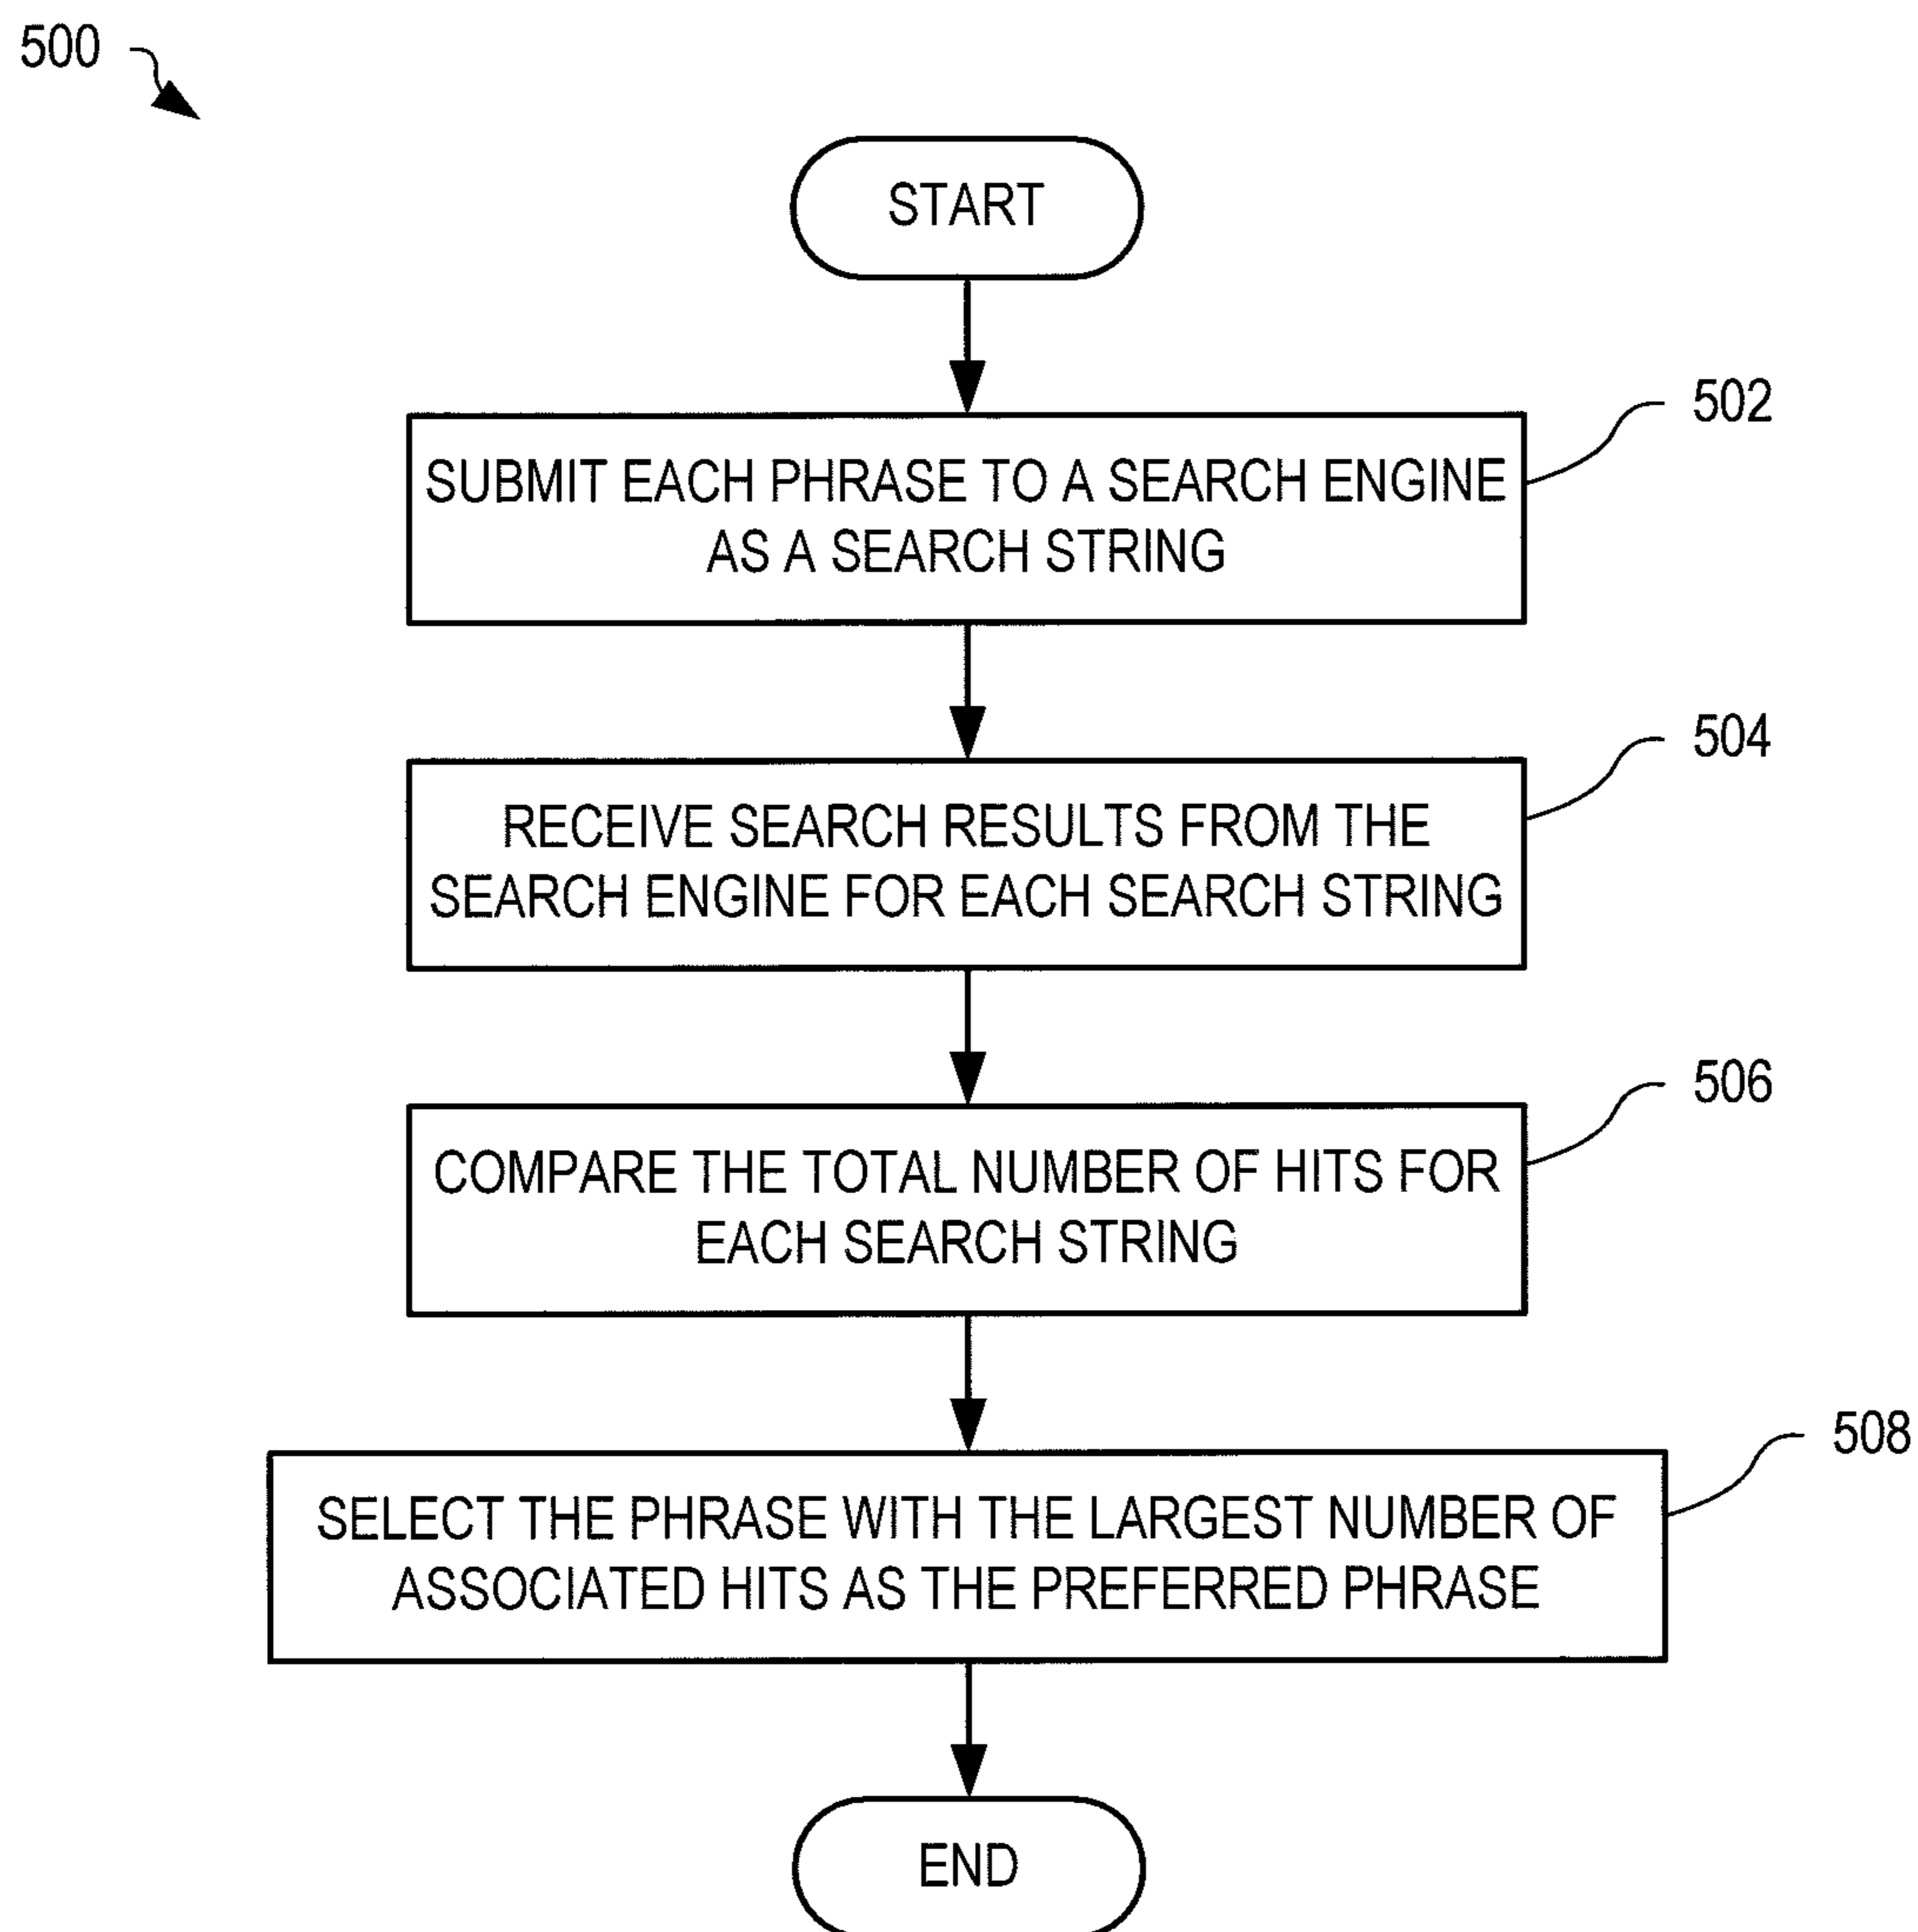 500
START
502
SUBMIT EACH PHRASE TO A SEARCH ENGINE
AS A SEARCH STRING
504
RECEIVE SEARCH RESULTS FROM THE
SEARCH ENGINE FOR EACH SEARCH STRING
506
COMPARE THE TOTAL NUMBER OF HITS FOR
EACH SEARCH STRING
508
SELECT THE PHRASE WITH THE LARGEST NUMBER OF
ASSOCIATED HITS AS THE PREFERRED PHRASE
END